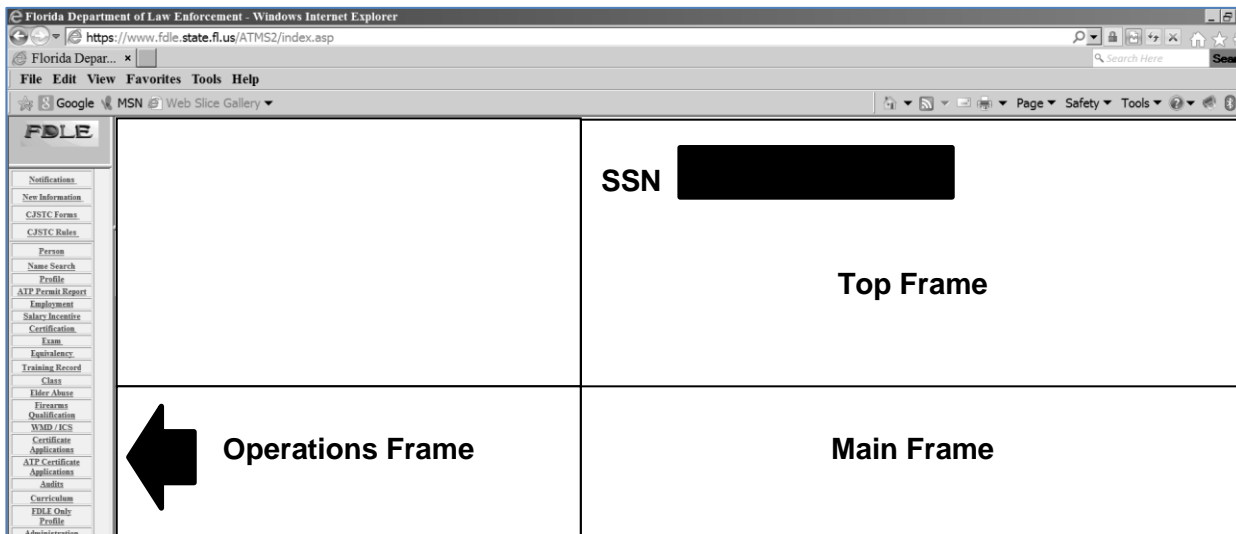 Florida Department of Law Enforcement - Windows Internet Explorer
https://www.fdle.state.fl.us/ATMS2/index.asp
Florida Depar...
Search Here
File Edit View Favorites Tools Help
Google MSN Web Slice Gallery
Page Safety Tools
FDLE
Notifications
New Information
CJSTC Forms
CJSTC Rules
Person
Name Search
Profile
ATP Permit Report
Employment
Salary Incentive
Certification
Exam
Equivalency
Training Record
Class
Elder Abuse
Firearms
Qualification
WMD / ICS
Certificate
Applications
ATP Certificate
Applications
Audits
Curriculum
FDLE Only
Profile
Administration
SSN
Top Frame
Operations Frame
Main Frame